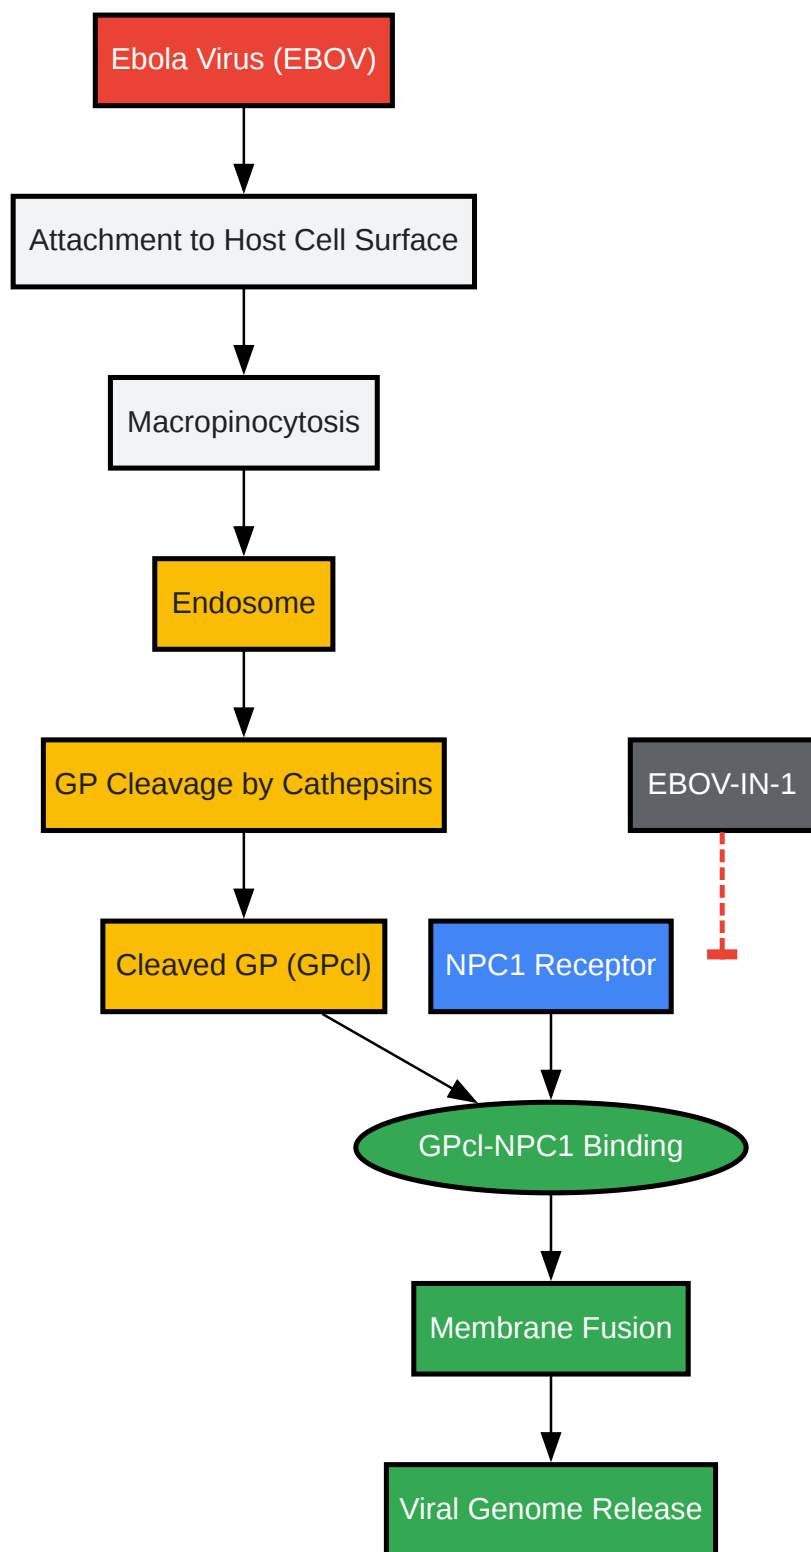 Ebola Virus (EBOV)
Attachment to Host Cell Surface
Macropinocytosis
Endosome
GP Cleavage by Cathepsins
EBOV-IN-1
Cleaved GP (GPcl)
NPC1 Receptor
GPcl-NPC1 Binding
Membrane Fusion
Viral Genome Release